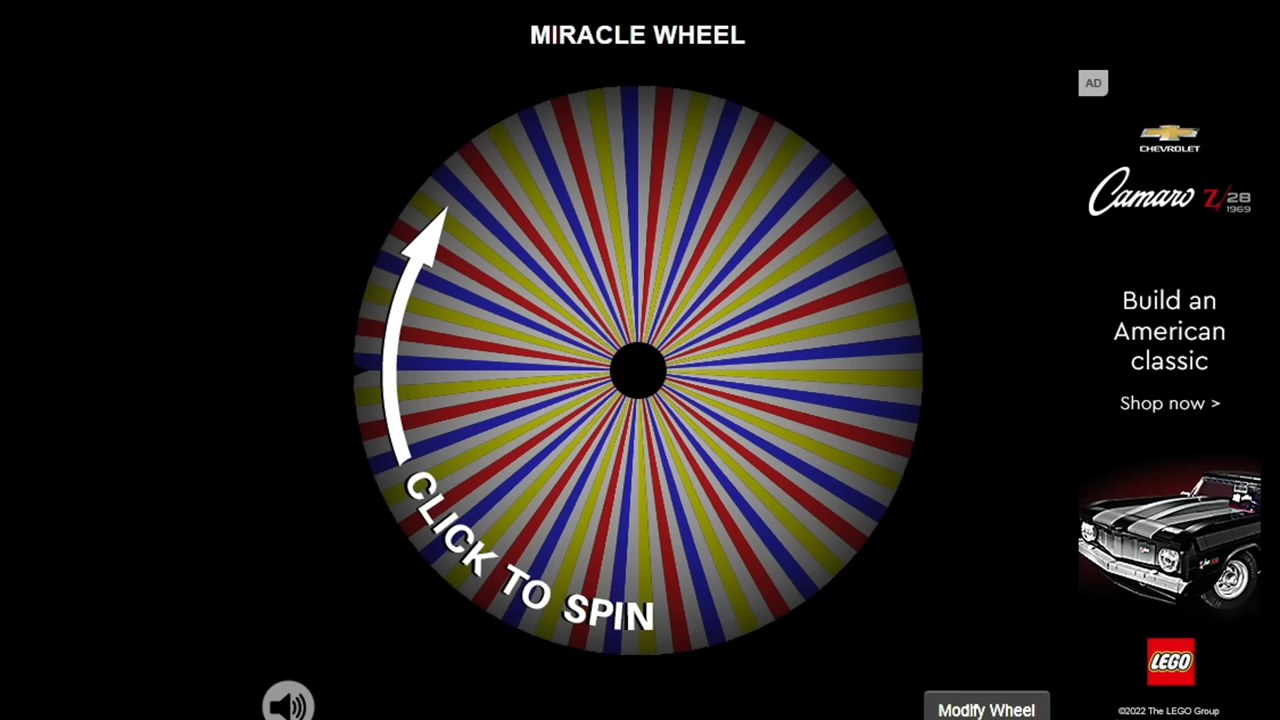 MIRACLE WHEEL
AD
CHEVROLET
Camaro Z/28
1969
Build an
American
classic
Shop now >
CLICK TO SPIN
LEGO
Modify Wheel
©2022 The LEGO Group